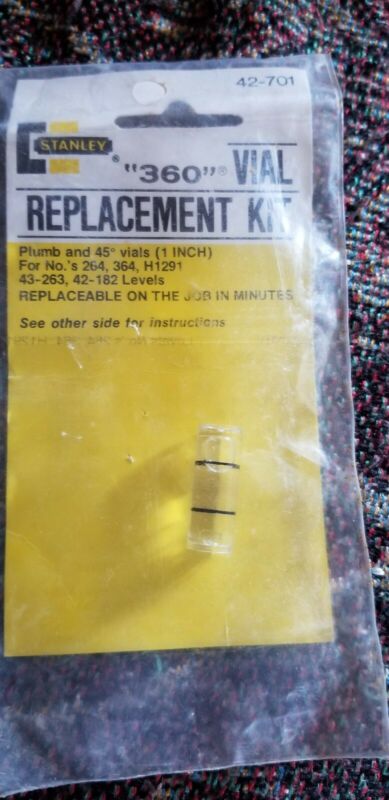 42-701
STANLEY®
"360"® VIAL
REPLACEMENT KIT
Plumb and 45° vials (1 INCH)
For No.'s 264, 364, H1291
43-263, 42-182 Levels
REPLACEABLE ON THE JOB IN MINUTES
See other side for instructions